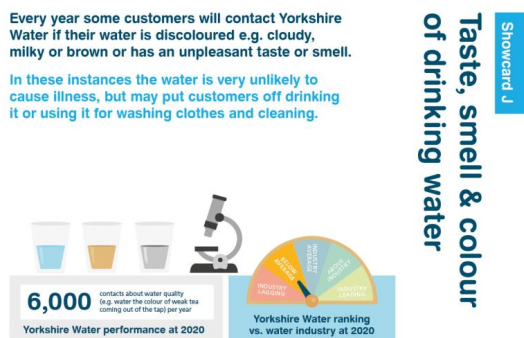 Every year some customers will contact Yorkshire
Water if their water is discoloured e.g. cloudy,
milky or brown or has an unpleasant taste or smell.
In these instances the water is very unlikely to
cause illness, but may put customers off drinking
it or using it for washing clothes and cleaning.
Showcard J
Taste, smell & colour
of drinking water
6,000
contacts about water quality
(e.g. water the colour of weak tea
coming out of the tap) per year
Yorkshire Water performance at 2020
INDUSTRY
LAGGING
BELOW
AVERAGE
INDUSTRY
AVERAGE
ABOVE
INDUSTRY
INDUSTRY
LEADING
Yorkshire Water ranking
vs. water industry at 2020